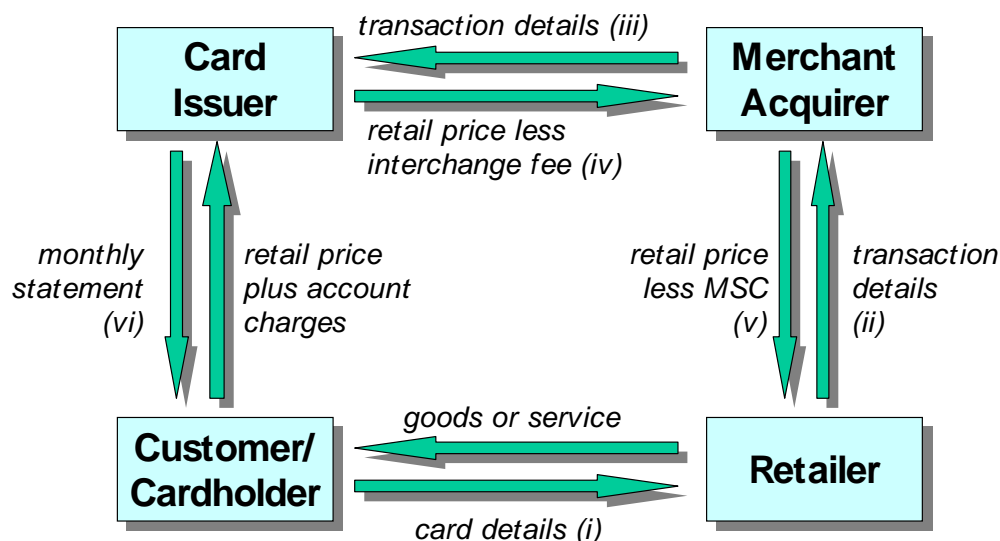 transaction details (iii)
Card
Issuer
Merchant
Acquirer
retail price less
interchange fee (iv)
monthly
statement
(vi)
retail price
plus account
charges
retail price
less MSC
(v)
transaction
details
(ii)
goods or service
Customer/
Cardholder
Retailer
card details (i)